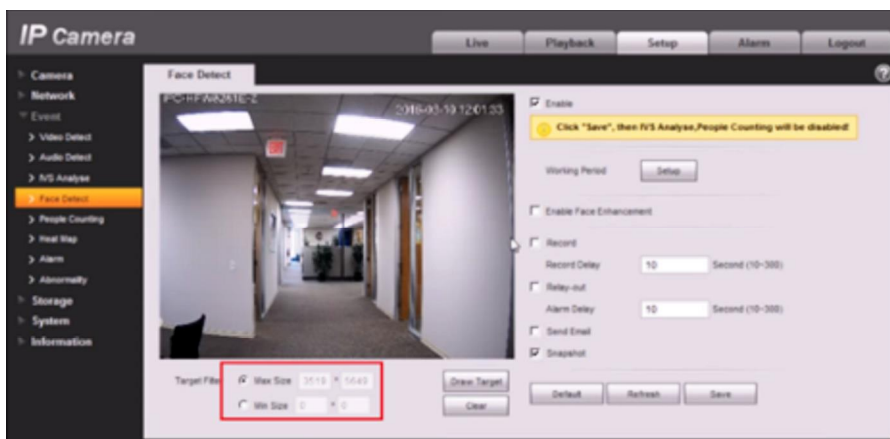 IP Camera
Live Playback Setup Alarm Logout
Camera
Network
Event
Video Detect
Audio Detect
IVS Analyse
Face Detect
People Counting
Heat Map
Alarm
Abnormality
Storage
System
Information
Face Detect
2016-03-10 12:01:33
EXIT
Enable
Click "Save", then IVS Analyse,People Counting will be disabled!
Working Period Setup
Enable Face Enhancement
Record
Record Delay 10 Second (10~300)
Relay-out
Alarm Delay 10 Second (10~300)
Send Email
Snapshot
Target Filter Max Size * Draw Target
Min Size 0 * 0 Clear
Default Refresh Save